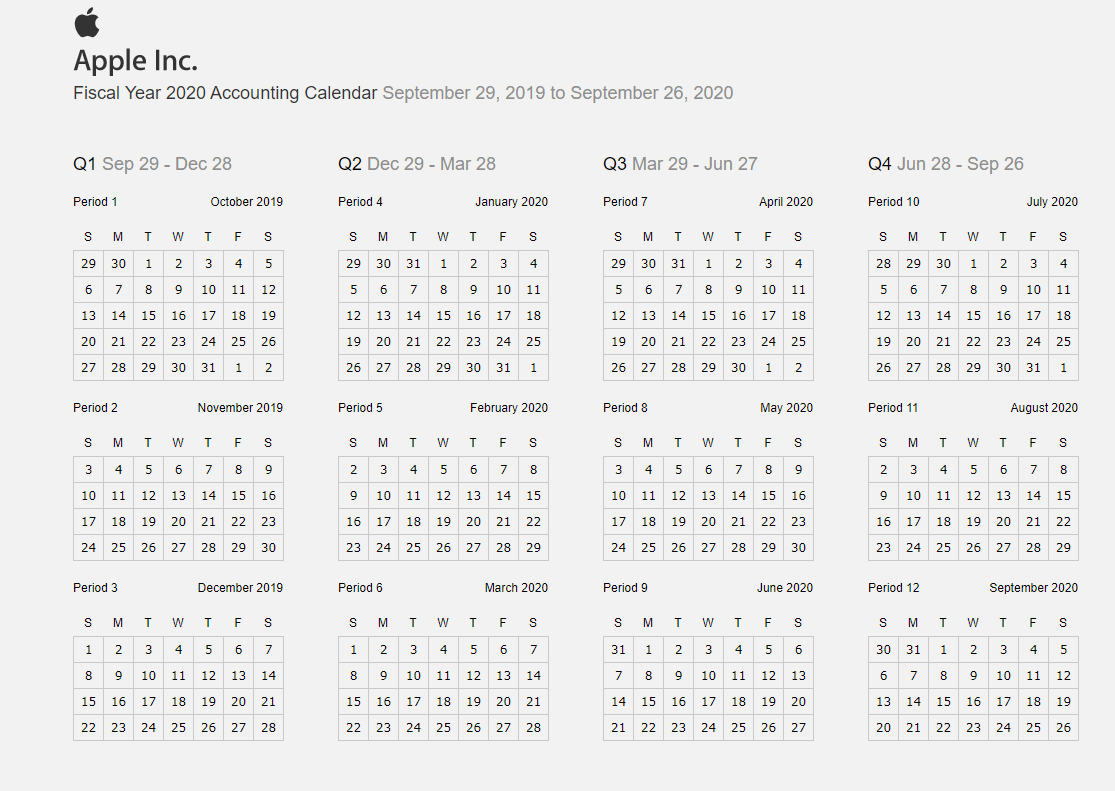 Apple Inc.
Fiscal Year 2020 Accounting Calendar September 29, 2019 to September 26, 2020
Q1 Sep 29 - Dec 28
Period 1 October 2019
S M T W T F S
29 30 1 2 3 4 5
6 7 8 9 10 11 12
13 14 15 16 17 18 19
20 21 22 23 24 25 26
27 28 29 30 31 1 2
Period 2 November 2019
S M T W T F S
3 4 5 6 7 8 9
10 11 12 13 14 15 16
17 18 19 20 21 22 23
24 25 26 27 28 29 30
Period 3 December 2019
S M T W T F S
1 2 3 4 5 6 7
8 9 10 11 12 13 14
15 16 17 18 19 20 21
22 23 24 25 26 27 28
Q2 Dec 29 - Mar 28
Period 4 January 2020
S M T W T F S
29 30 31 1 2 3 4
5 6 7 8 9 10 11
12 13 14 15 16 17 18
19 20 21 22 23 24 25
26 27 28 29 30 31 1
Period 5 February 2020
S M T W T F S
2 3 4 5 6 7 8
9 10 11 12 13 14 15
16 17 18 19 20 21 22
23 24 25 26 27 28 29
Period 6 March 2020
S M T W T F S
1 2 3 4 5 6 7
8 9 10 11 12 13 14
15 16 17 18 19 20 21
22 23 24 25 26 27 28
Q3 Mar 29 - Jun 27
Period 7 April 2020
S M T W T F S
29 30 31 1 2 3 4
5 6 7 8 9 10 11
12 13 14 15 16 17 18
19 20 21 22 23 24 25
26 27 28 29 30 1 2
Period 8 May 2020
S M T W T F S
3 4 5 6 7 8 9
10 11 12 13 14 15 16
17 18 19 20 21 22 23
24 25 26 27 28 29 30
Period 9 June 2020
S M T W T F S
31 1 2 3 4 5 6
7 8 9 10 11 12 13
14 15 16 17 18 19 20
21 22 23 24 25 26 27
Q4 Jun 28 - Sep 26
Period 10 July 2020
S M T W T F S
28 29 30 1 2 3 4
5 6 7 8 9 10 11
12 13 14 15 16 17 18
19 20 21 22 23 24 25
26 27 28 29 30 31 1
Period 11 August 2020
S M T W T F S
2 3 4 5 6 7 8
9 10 11 12 13 14 15
16 17 18 19 20 21 22
23 24 25 26 27 28 29
Period 12 September 2020
S M T W T F S
30 31 1 2 3 4 5
6 7 8 9 10 11 12
13 14 15 16 17 18 19
20 21 22 23 24 25 26